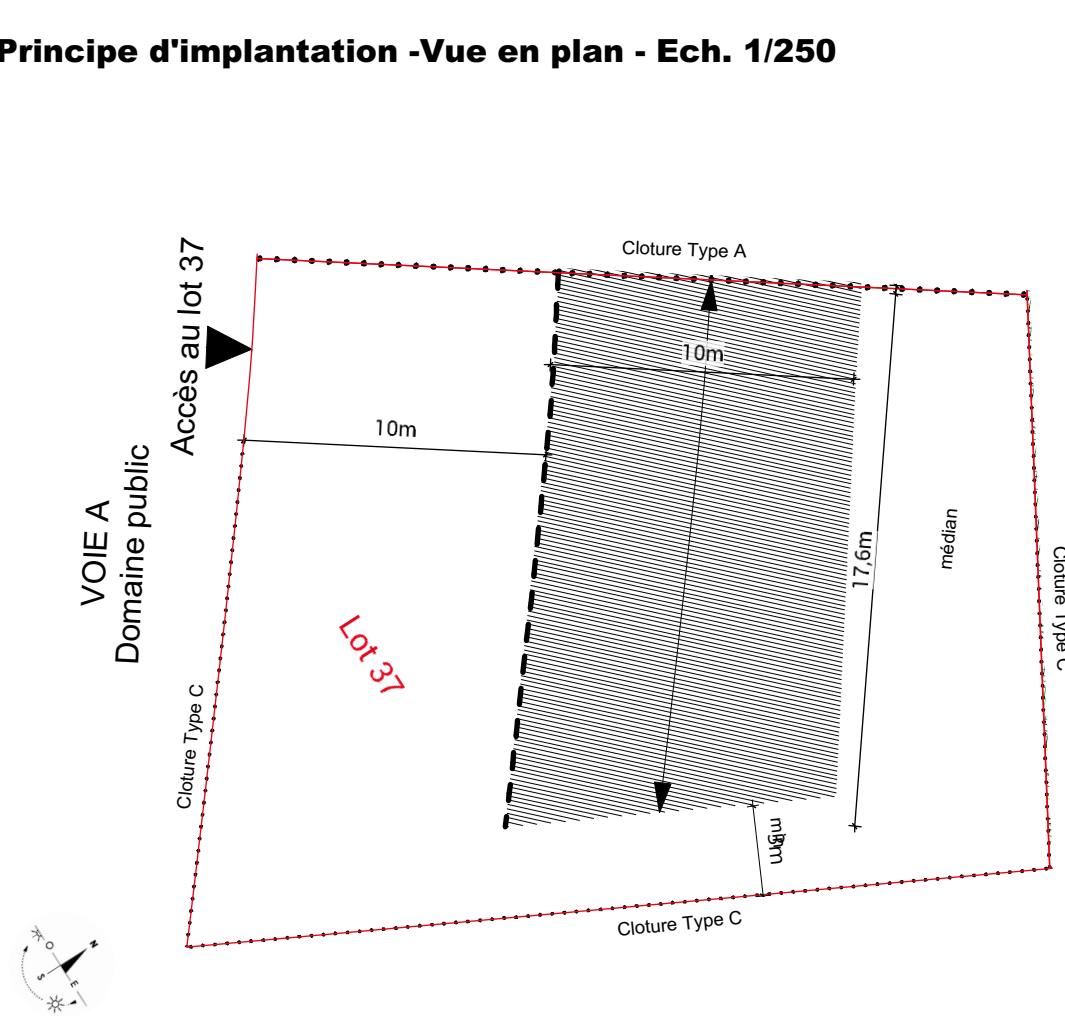 Principe d'implantation -Vue en plan - Ech. 1/250
Cloture Type A
Accès au lot 37
10m
10m
VOIE A
Domaine public
17,6m
médian
Cloture Type C
Lot 37
Cloture Type C
Cloture Type C
N
O
S
E